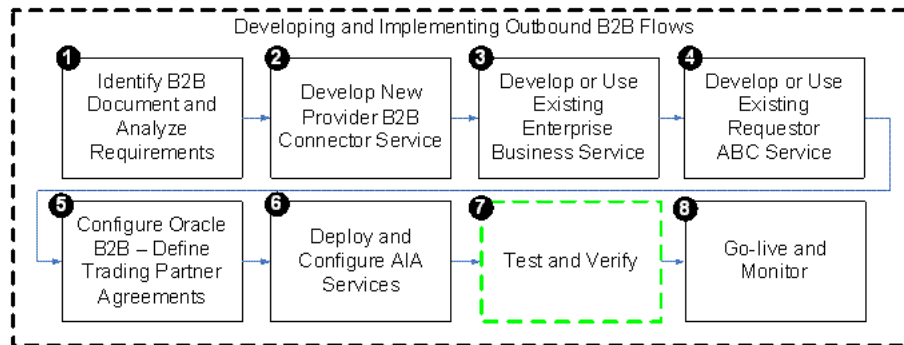 Developing and Implementing Outbound B2B Flows
1
Identify B2B
Document and
Analyze
Requirements
2
Develop New
Provider B2B
Connector Service
3
Develop or Use
Existing
Enterprise
Business Service
4
Develop or Use
Existing
Requestor
ABC Service
5
Configure Oracle
B2B – Define
Trading Partner
Agreements
6
Deploy and
Configure AIA
Services
7
Test and Verify
8
Go-live and
Monitor